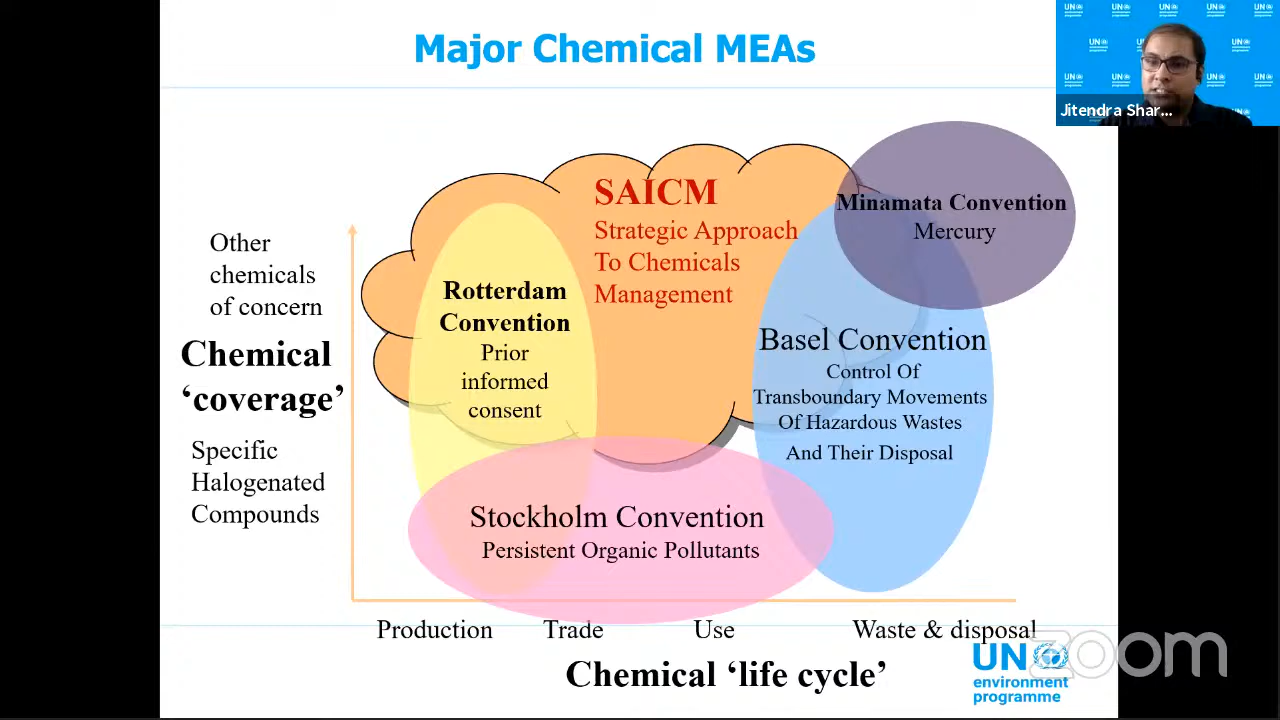 Major Chemical MEAs
UN
environment
programme
Jitendra Shar...
SAICM
Strategic Approach
To Chemicals
Management
Minamata Convention
Mercury
Rotterdam
Convention
Prior
informed
consent
Basel Convention
Control Of
Transboundary Movements
Of Hazardous Wastes
And Their Disposal
Stockholm Convention
Persistent Organic Pollutants
Other
chemicals
of concern
Chemical
‘coverage’
Specific
Halogenated
Compounds
Production Trade Use Waste & disposal
Chemical ‘life cycle’
UN
environment
programme
zoom